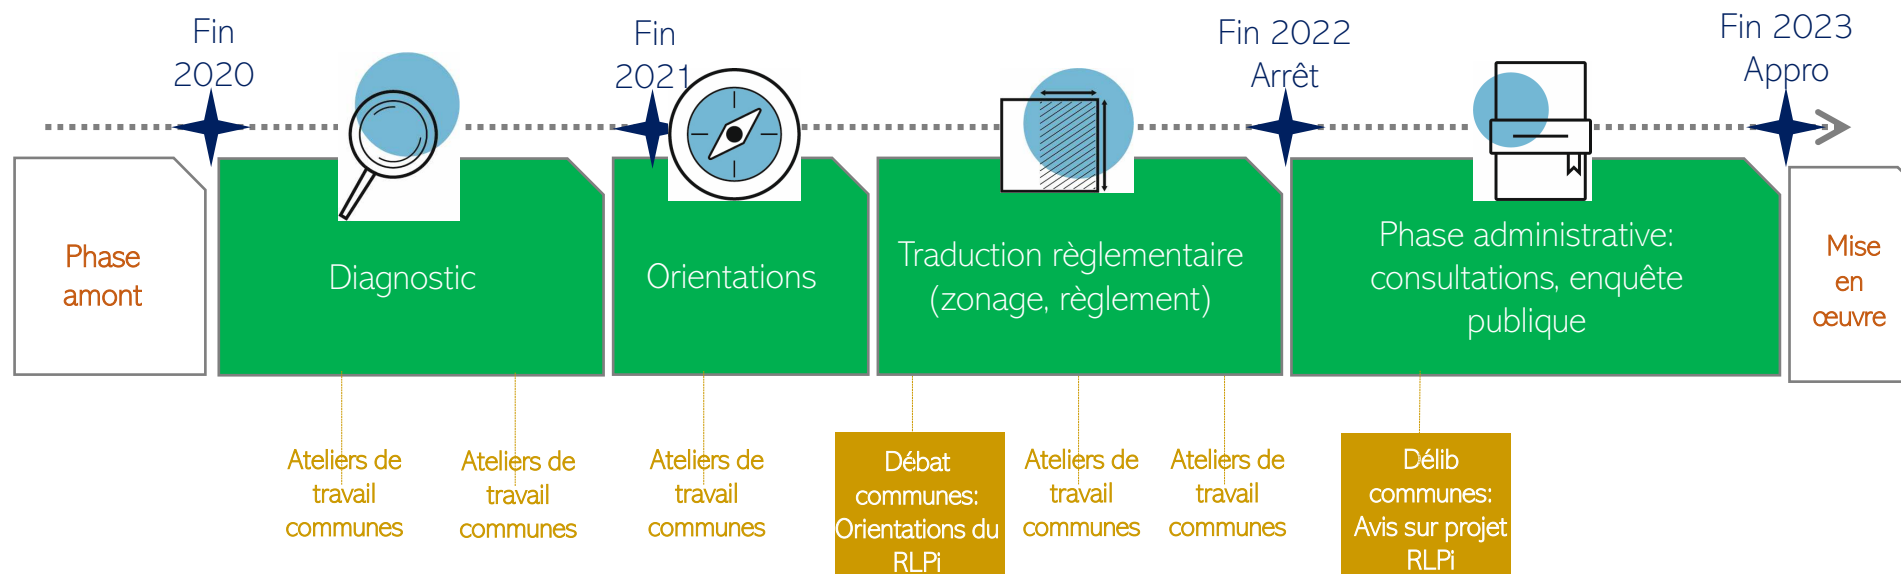 Fin
2020
Fin
2021
Fin 2022
Arrêt
Fin 2023
Appro
Phase
amont
Diagnostic
Orientations
Traduction règlementaire
(zonage, règlement)
Phase administrative:
consultations, enquête
publique
Mise
en
œuvre
Ateliers de
travail
communes
Ateliers de
travail
communes
Ateliers de
travail
communes
Débat
communes:
Orientations du
RLPi
Ateliers de
travail
communes
Ateliers de
travail
communes
Délib
communes:
Avis sur projet
RLPi